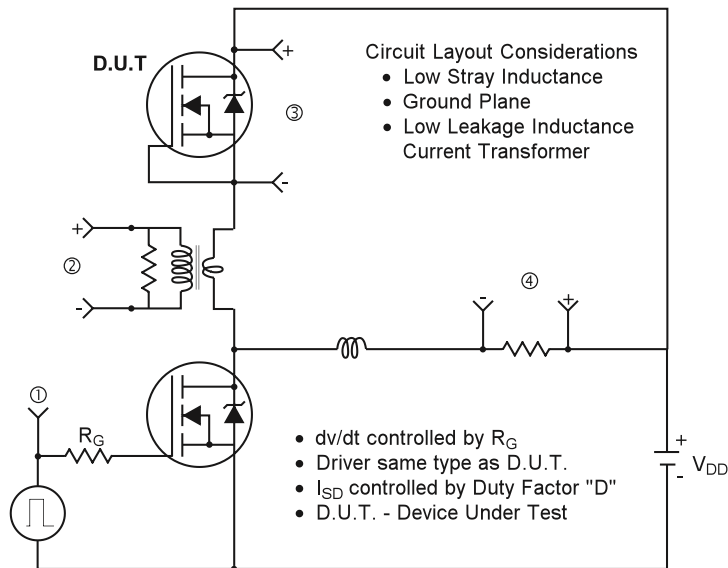 D.U.T
+
③
-
Circuit Layout Considerations
• Low Stray Inductance
• Ground Plane
• Low Leakage Inductance
Current Transformer
+
②
-
④
- +
①
R_G
• dv/dt controlled by R_G
• Driver same type as D.U.T.
• I_SD controlled by Duty Factor "D"
• D.U.T. - Device Under Test
+
V_DD
-